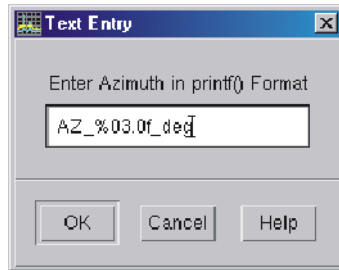 Text Entry
Enter Azimuth in printf() Format
AZ_%03.0f_deg
OK Cancel Help